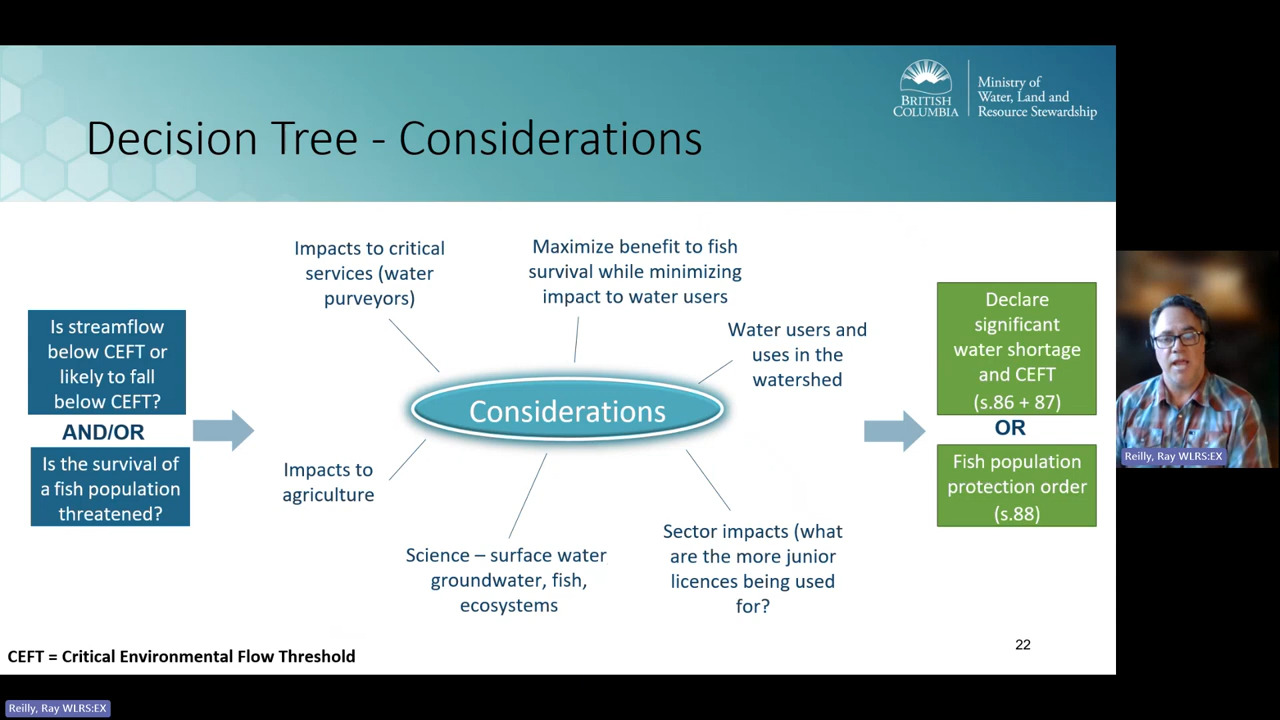 BRITISH
COLUMBIA
Ministry of
Water, Land and
Resource Stewardship
Decision Tree - Considerations
Is streamflow
below CEFT or
likely to fall
below CEFT?
AND/OR
Is the survival of
a fish population
threatened?
Impacts to critical
services (water
purveyors)
Maximize benefit to fish
survival while minimizing
impact to water users
Water users and
uses in the
watershed
Considerations
Impacts to
agriculture
Science – surface water
groundwater, fish,
ecosystems
Sector impacts (what
are the more junior
licences being used
for?
Declare
significant
water shortage
and CEFT
(s.86 + 87)
OR
Fish population
protection order
(s.88)
Reilly, Ray WLRS:EX
22
CEFT = Critical Environmental Flow Threshold
Reilly, Ray WLRS:EX